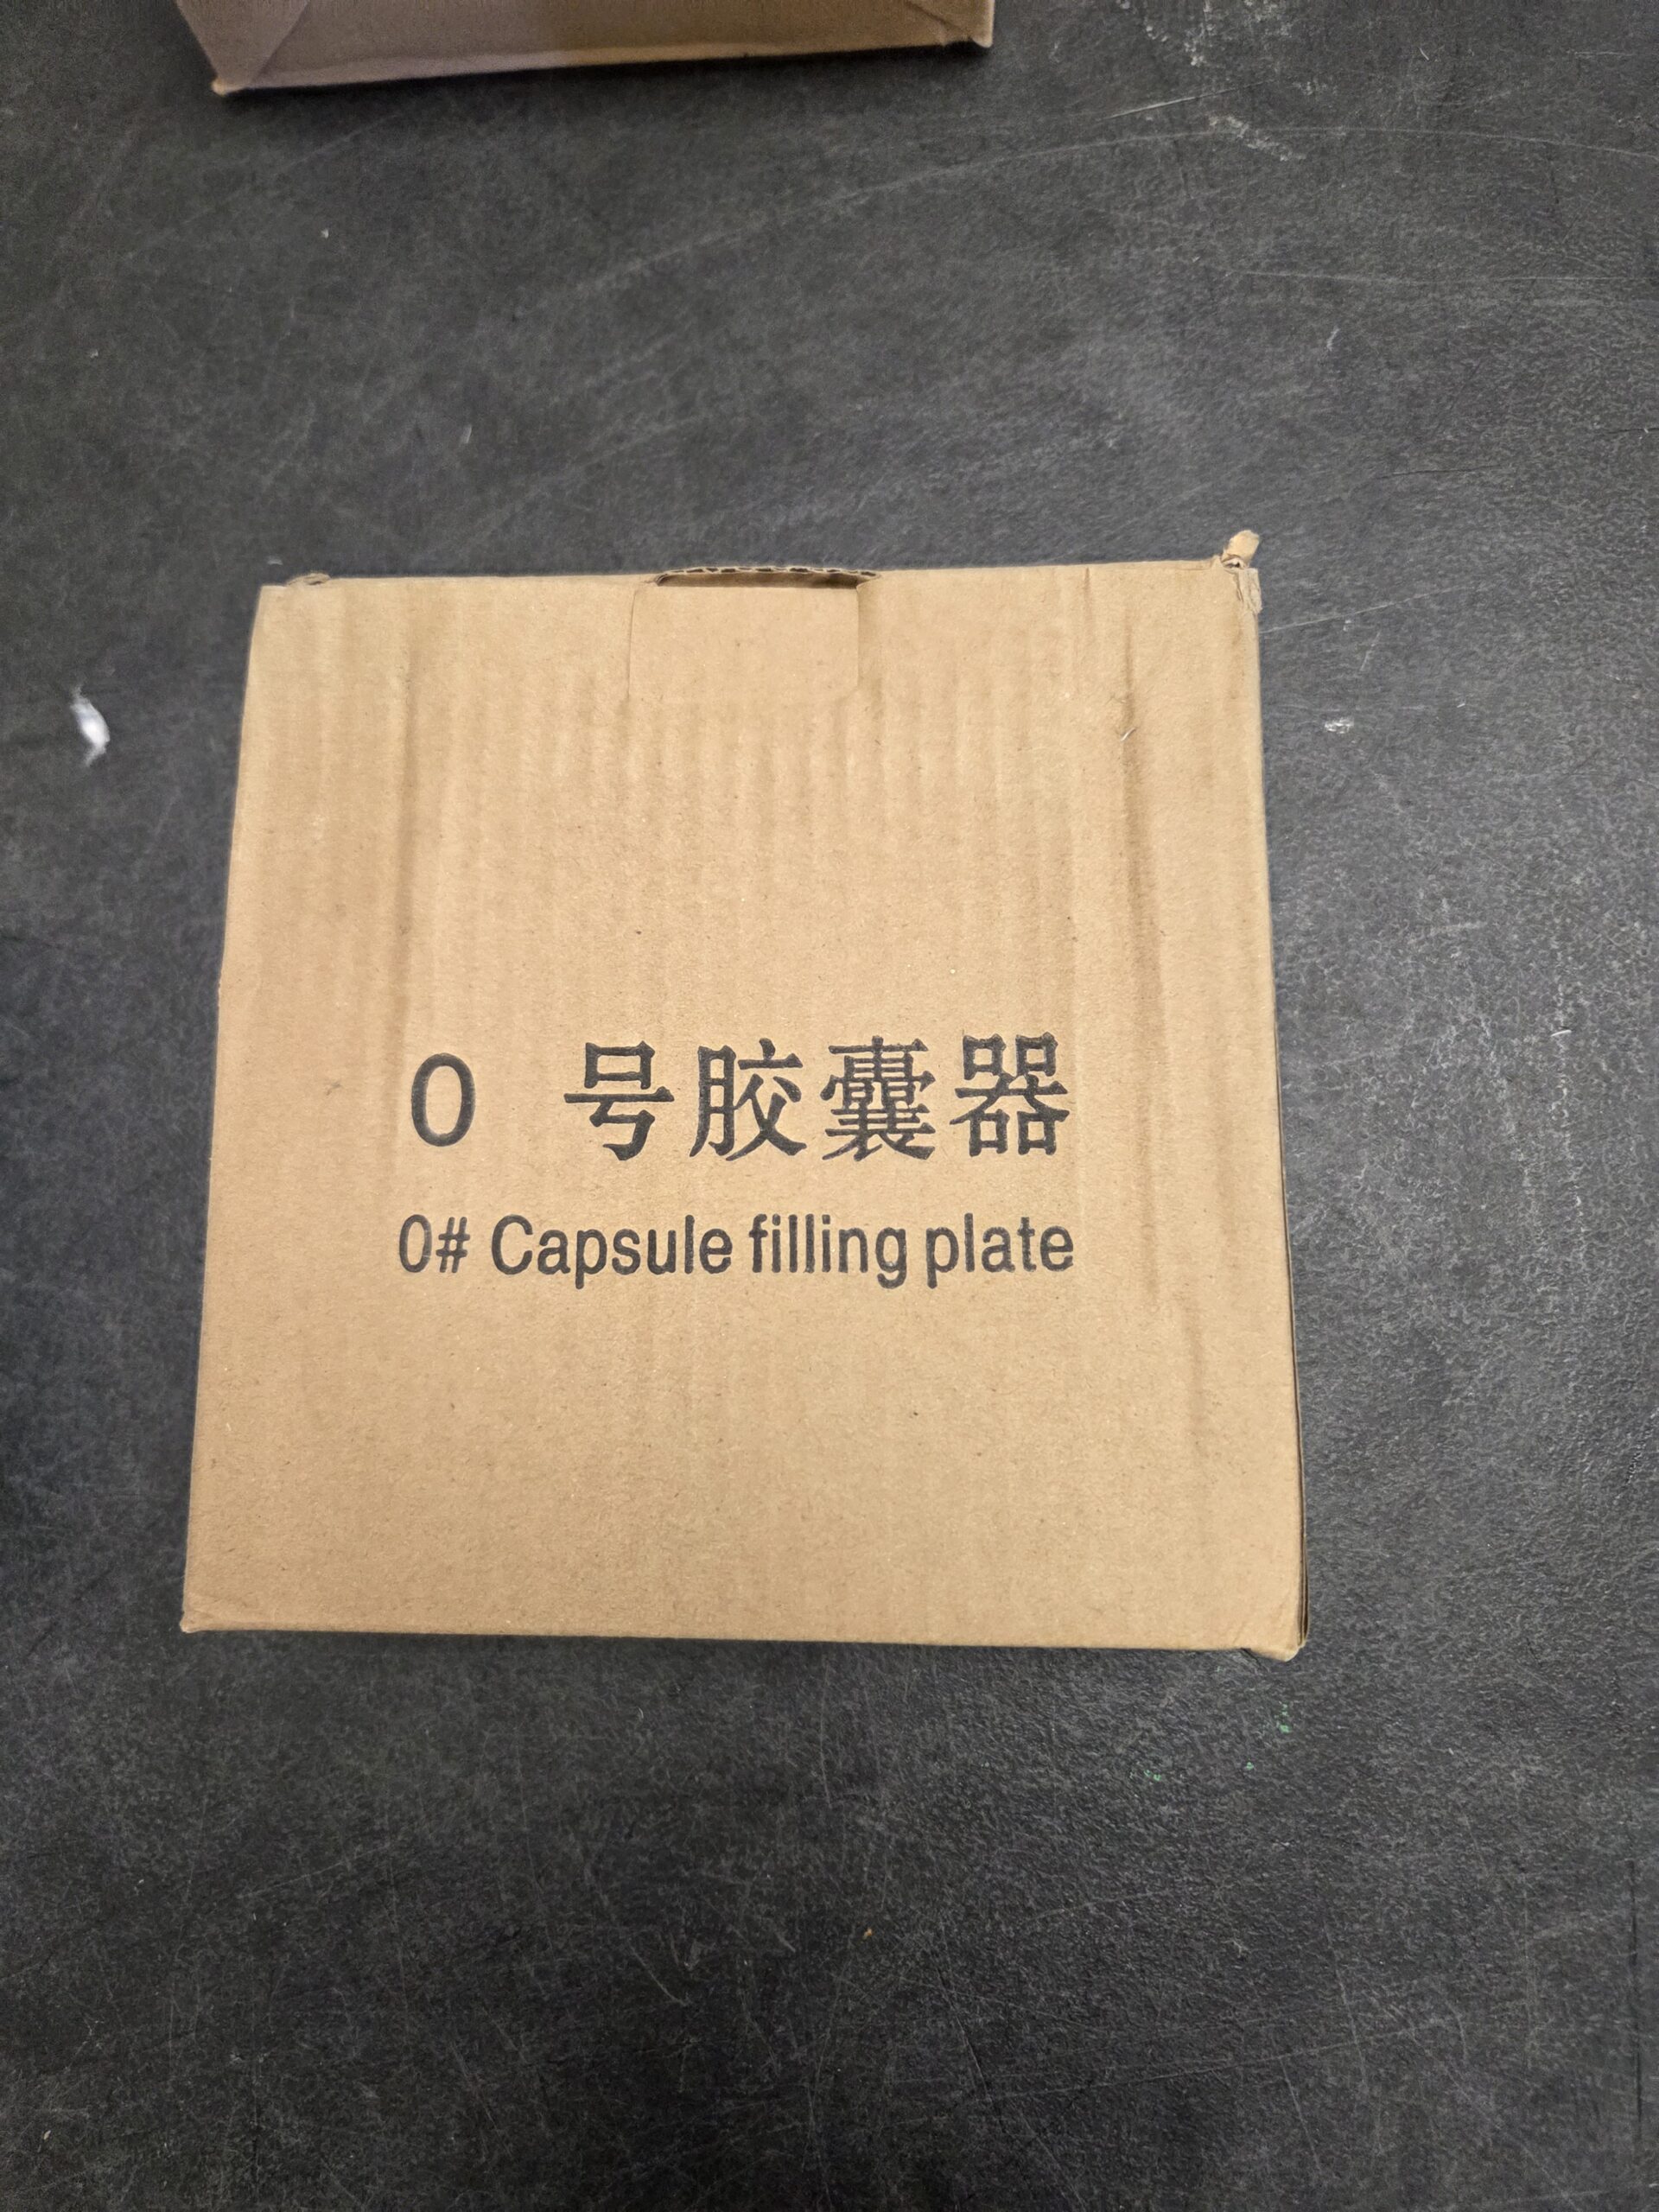 0 号胶囊器
0# Capsule filling plate